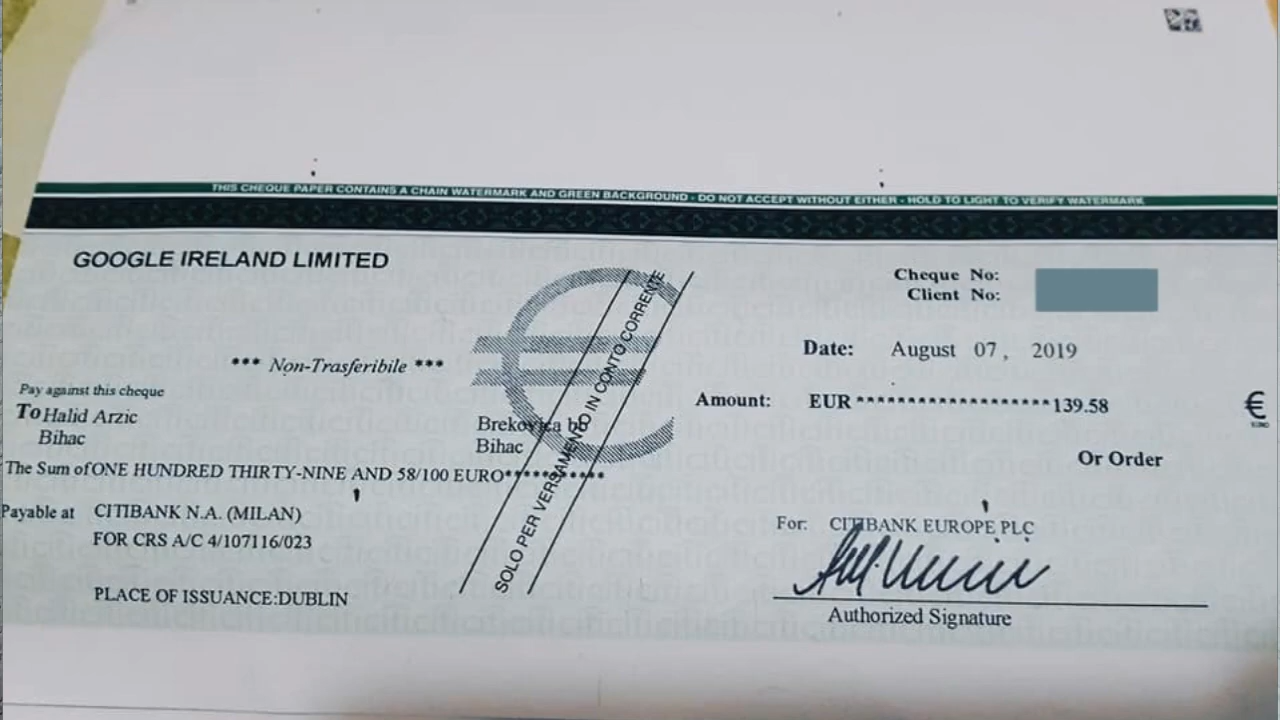 THIS CHEQUE PAPER CONTAINS A CHAIN WATERMARK AND GREEN BACKGROUND - DO NOT ACCEPT WITHOUT EITHER - HOLD TO LIGHT TO VERIFY WATERMARK
GOOGLE IRELAND LIMITED
Cheque No:
Client No:
Date: August 07, 2019
*** Non-Trasferibile ***
Pay against this cheque
Amount: EUR *******************139.58
€
To Halid Arzic
Bihac
Brekovica bb
Bihac
Or Order
The Sum of ONE HUNDRED THIRTY-NINE AND 58/100 EURO************
SOLO PER VERSAMENTO IN CONTO CORRENTE
Payable at CITIBANK N.A. (MILAN)
FOR CRS A/C 4/107116/023
For: CITIBANK EUROPE PLC
PLACE OF ISSUANCE:DUBLIN
Authorized Signature